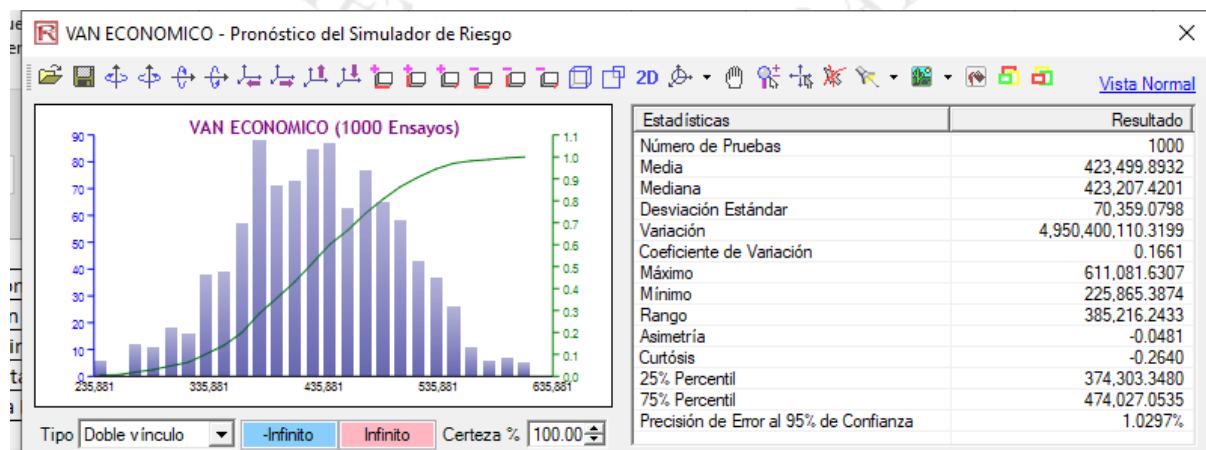 VAN ECONOMICO - Pronóstico del Simulador de Riesgo
2D
Vista Normal
VAN ECONOMICO (1000 Ensayos)
90
80
70
60
50
40
30
20
10
0
1.1
1.0
0.9
0.8
0.7
0.6
0.5
0.4
0.3
0.2
0.1
0.0
235,881 335,881 435,881 535,881 635,881
Tipo Doble vínculo -Infinito Infinito Certeza % 100.00
Estadísticas Resultado
Número de Pruebas 1000
Media 423,499.8932
Mediana 423,207.4201
Desviación Estándar 70,359.0798
Variación 4,950,400,110.3199
Coeficiente de Variación 0.1661
Máximo 611,081.6307
Mínimo 225,865.3874
Rango 385,216.2433
Asimetría -0.0481
Curtósis -0.2640
25% Percentil 374,303.3480
75% Percentil 474,027.0535
Precisión de Error al 95% de Confianza 1.0297%